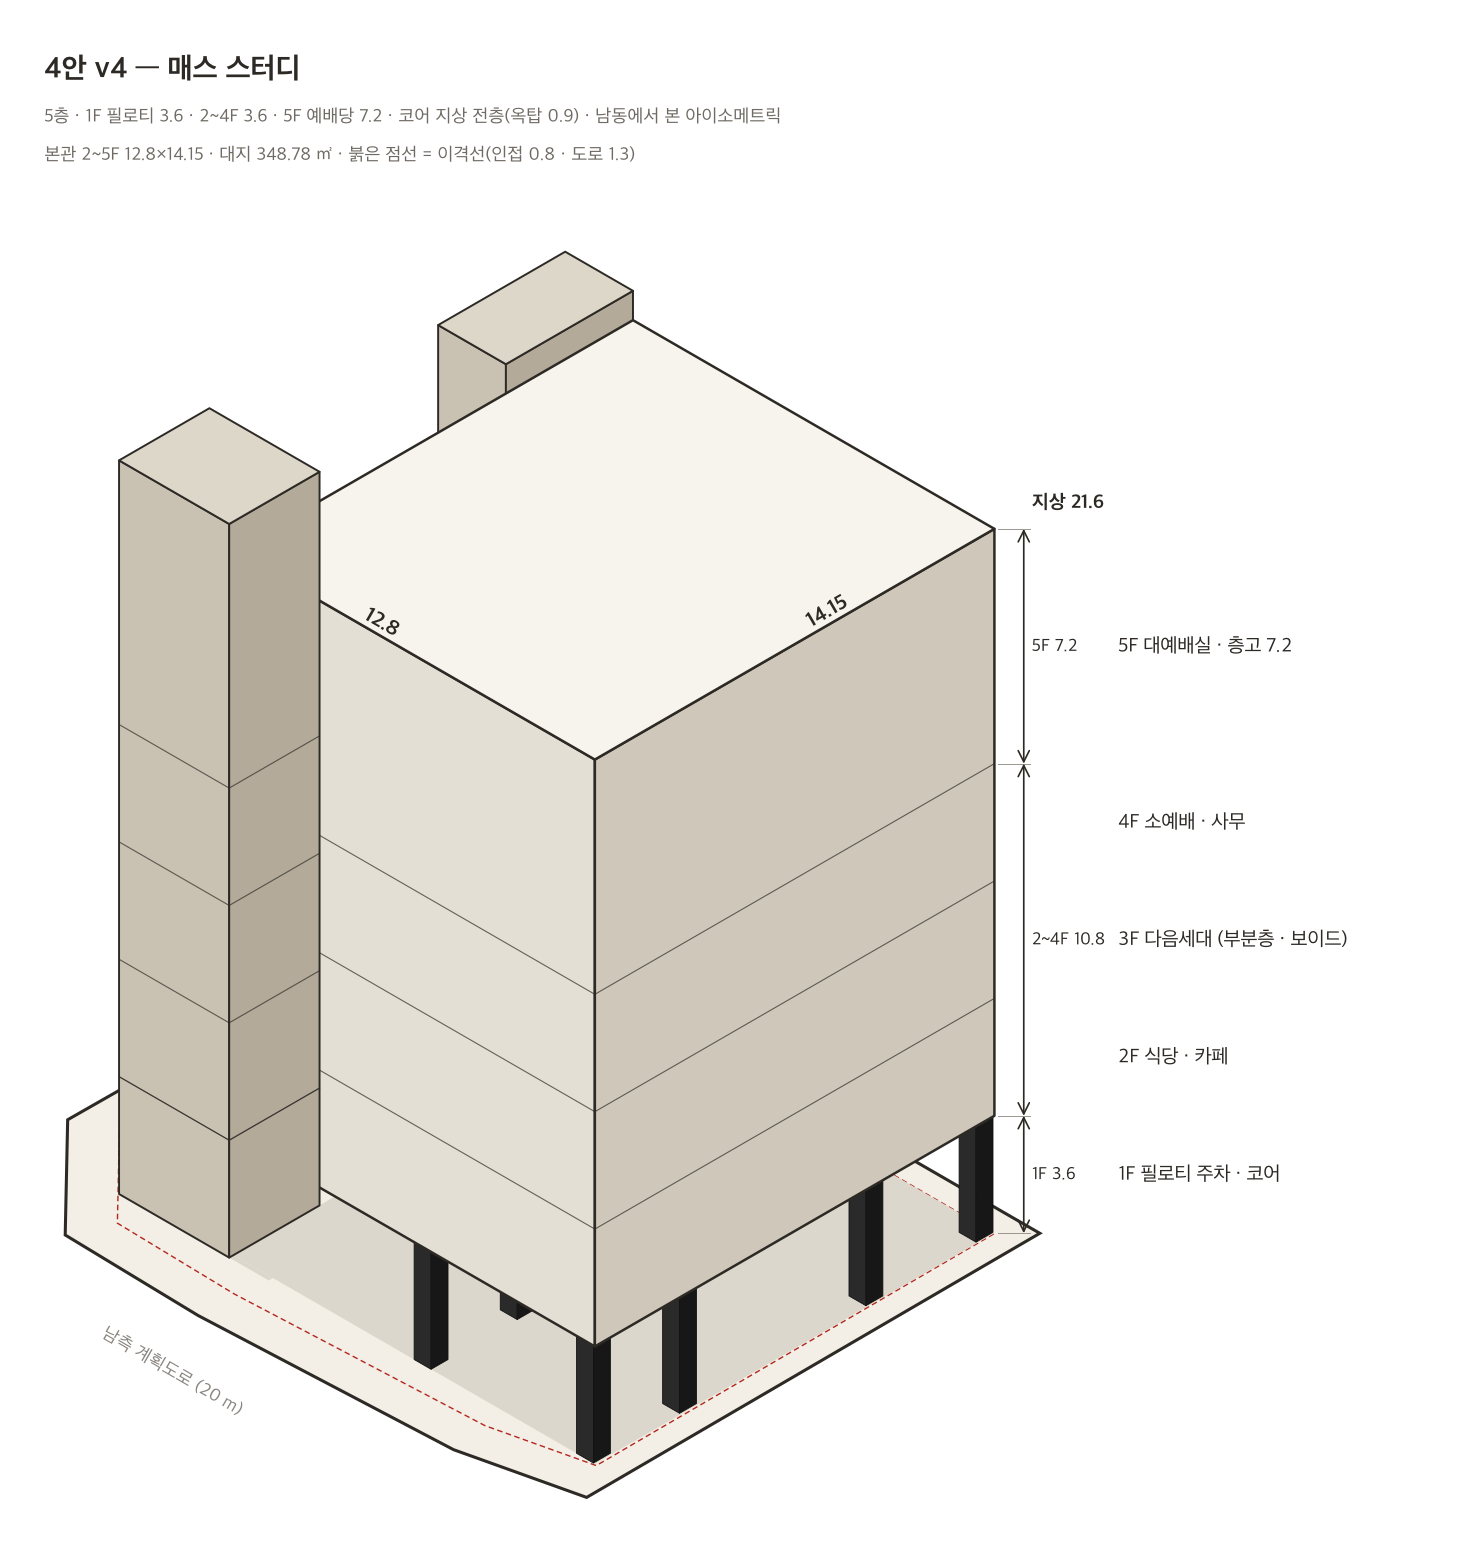 4안 v4 — 매스 스터디
5층 · 1F 필로티 3.6 · 2~4F 3.6 · 5F 예배당 7.2 · 코어 지상 전층(옥탑 0.9) · 남동에서 본 아이소메트릭
본관 2~5F 12.8×14.15 · 대지 348.78 ㎡ · 붉은 점선 = 이격선(인접 0.8 · 도로 1.3)
지상 21.6
12.8
14.15
5F 7.2 5F 대예배실 · 층고 7.2
4F 소예배 · 사무
2~4F 10.8 3F 다음세대 (부분층 · 보이드)
2F 식당 · 카페
1F 3.6 1F 필로티 주차 · 코어
남측 계획도로 (20 m)